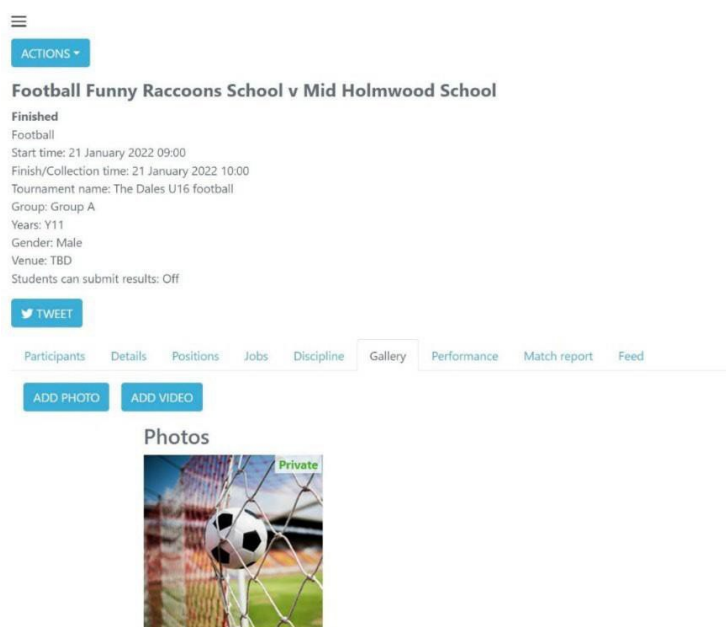 ACTIONS
Football Funny Raccoons School v Mid Holmwood School
Finished
Football
Start time: 21 January 2022 09:00
Finish/Collection time: 21 January 2022 10:00
Tournament name: The Dales U16 football
Group: Group A
Years: Y11
Gender: Male
Venue: TBD
Students can submit results: Off
TWEET
Participants Details Positions Jobs Discipline Gallery Performance Match report Feed
ADD PHOTO ADD VIDEO
Photos
Private